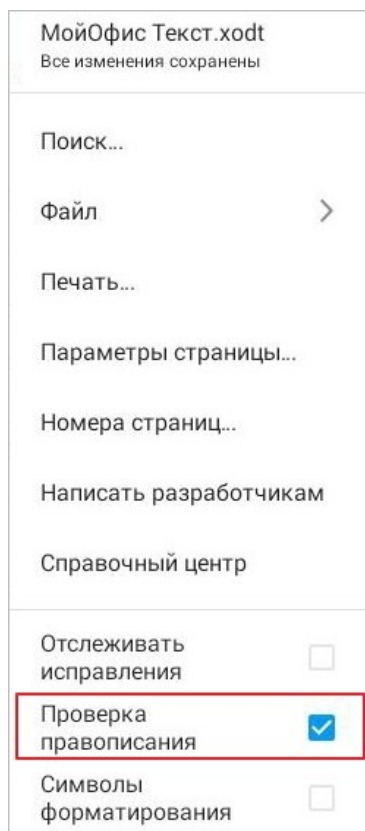 МойОфис Текст.xodt
Все изменения сохранены
Поиск...
Файл
Печать...
Параметры страницы...
Номера страниц...
Написать разработчикам
Справочный центр
Отслеживать
исправления
Проверка
правописания
Символы
форматирования